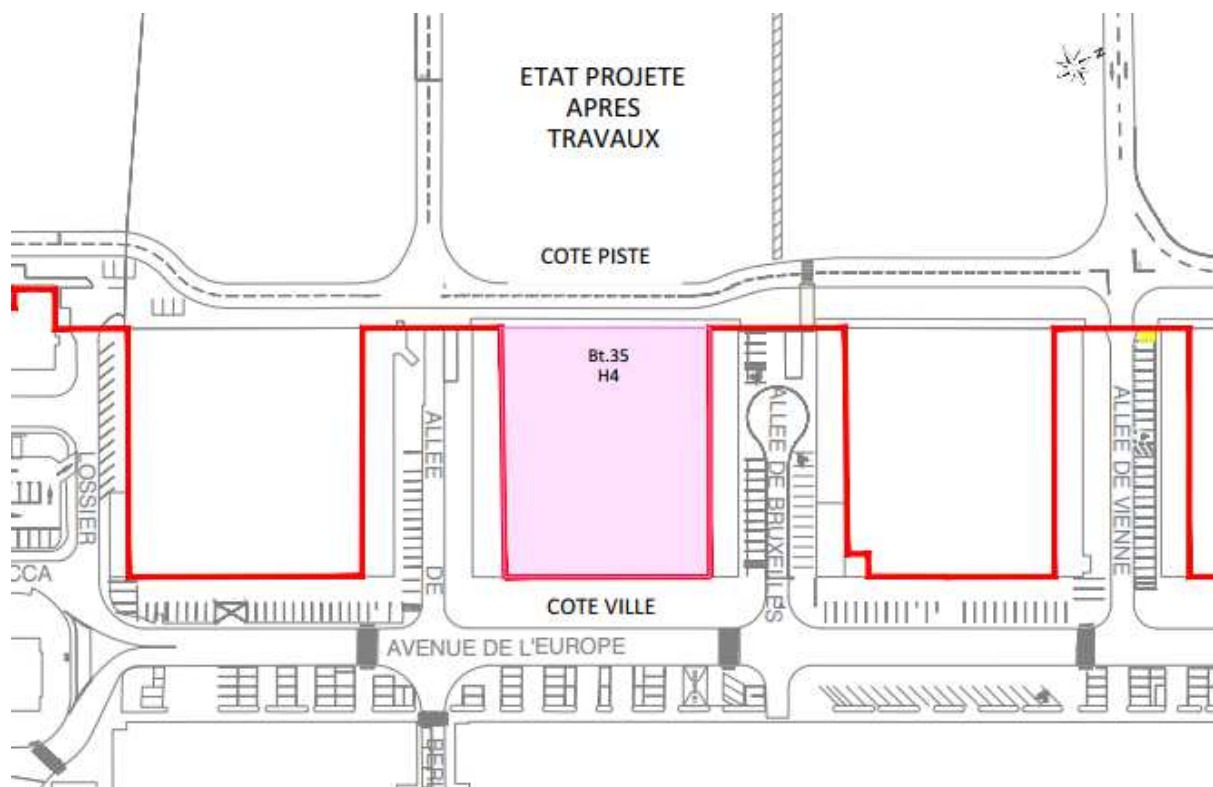 ETAT PROJETE
APRES
TRAVAUX
N
COTE PISTE
Bt.35
H4
LOSSIER
ALLEE DE
ALLEE DE BRUXELLES
ALLEE DE VIENNE
CCA
COTE VILLE
AVENUE DE L'EUROPE
BERL